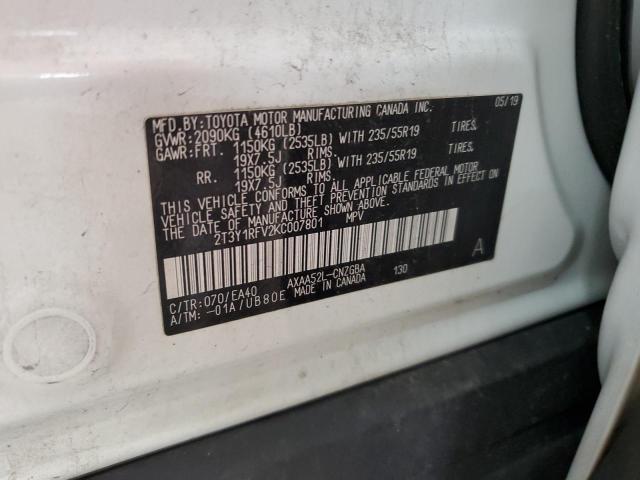 MFD.BY:TOYOTA MOTOR MANUFACTURING CANADA INC. 05/19
GVWR:2090KG (4610LB)
GAWR:FRT. 1150KG (2535LB) WITH 235/55R19 TIRES.
19X7.5J RIMS.
RR. 1150KG (2535LB) WITH 235/55R19 TIRES.
19X7.5J RIMS.
THIS VEHICLE CONFORMS TO ALL APPLICABLE FEDERAL MOTOR
VEHICLE SAFETY AND THEFT PREVENTION STANDARDS IN EFFECT
ON THE DATE OF MANUFACTURE SHOWN ABOVE.
2T3Y1RFV2KC007801 MPV
A
C/TR:070/EA40 AXAA52L-CNZGBA 130
A/TM:-01A/UB80E MADE IN CANADA